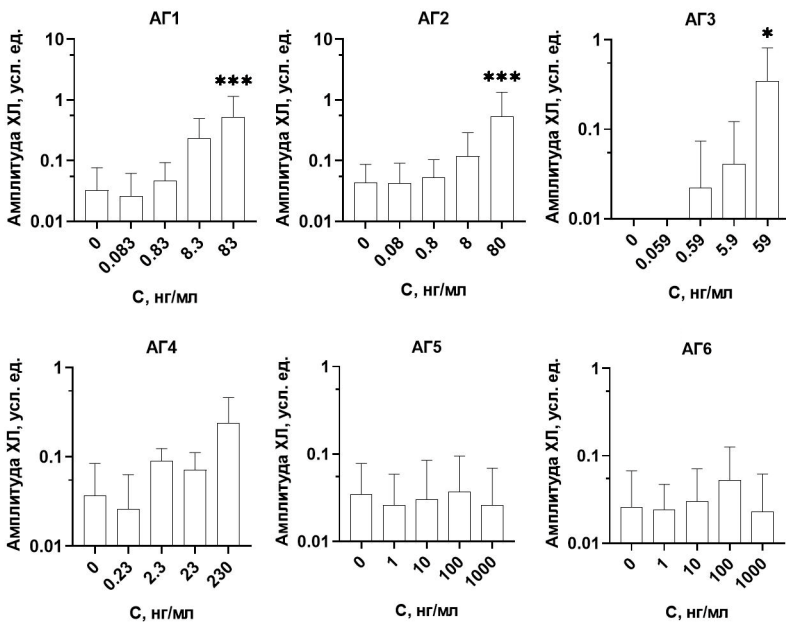 АГ1
Амплитуда ХЛ, усл. ед.
10
1
0.1
0.01
***
0
0.083
0.83
8.3
83
С, нг/мл
АГ2
Амплитуда ХЛ, усл. ед.
10
1
0.1
0.01
***
0
0.08
0.8
8
80
С, нг/мл
АГ3
Амплитуда ХЛ, усл. ед.
1
0.1
0.01
*
0
0.059
0.59
5.9
59
С, нг/мл
АГ4
Амплитуда ХЛ, усл. ед.
1
0.1
0.01
0
0.23
2.3
23
230
С, нг/мл
АГ5
Амплитуда ХЛ, усл. ед.
1
0.1
0.01
0
1
10
100
1000
С, нг/мл
АГ6
Амплитуда ХЛ, усл. ед.
1
0.1
0.01
0
1
10
100
1000
С, нг/мл